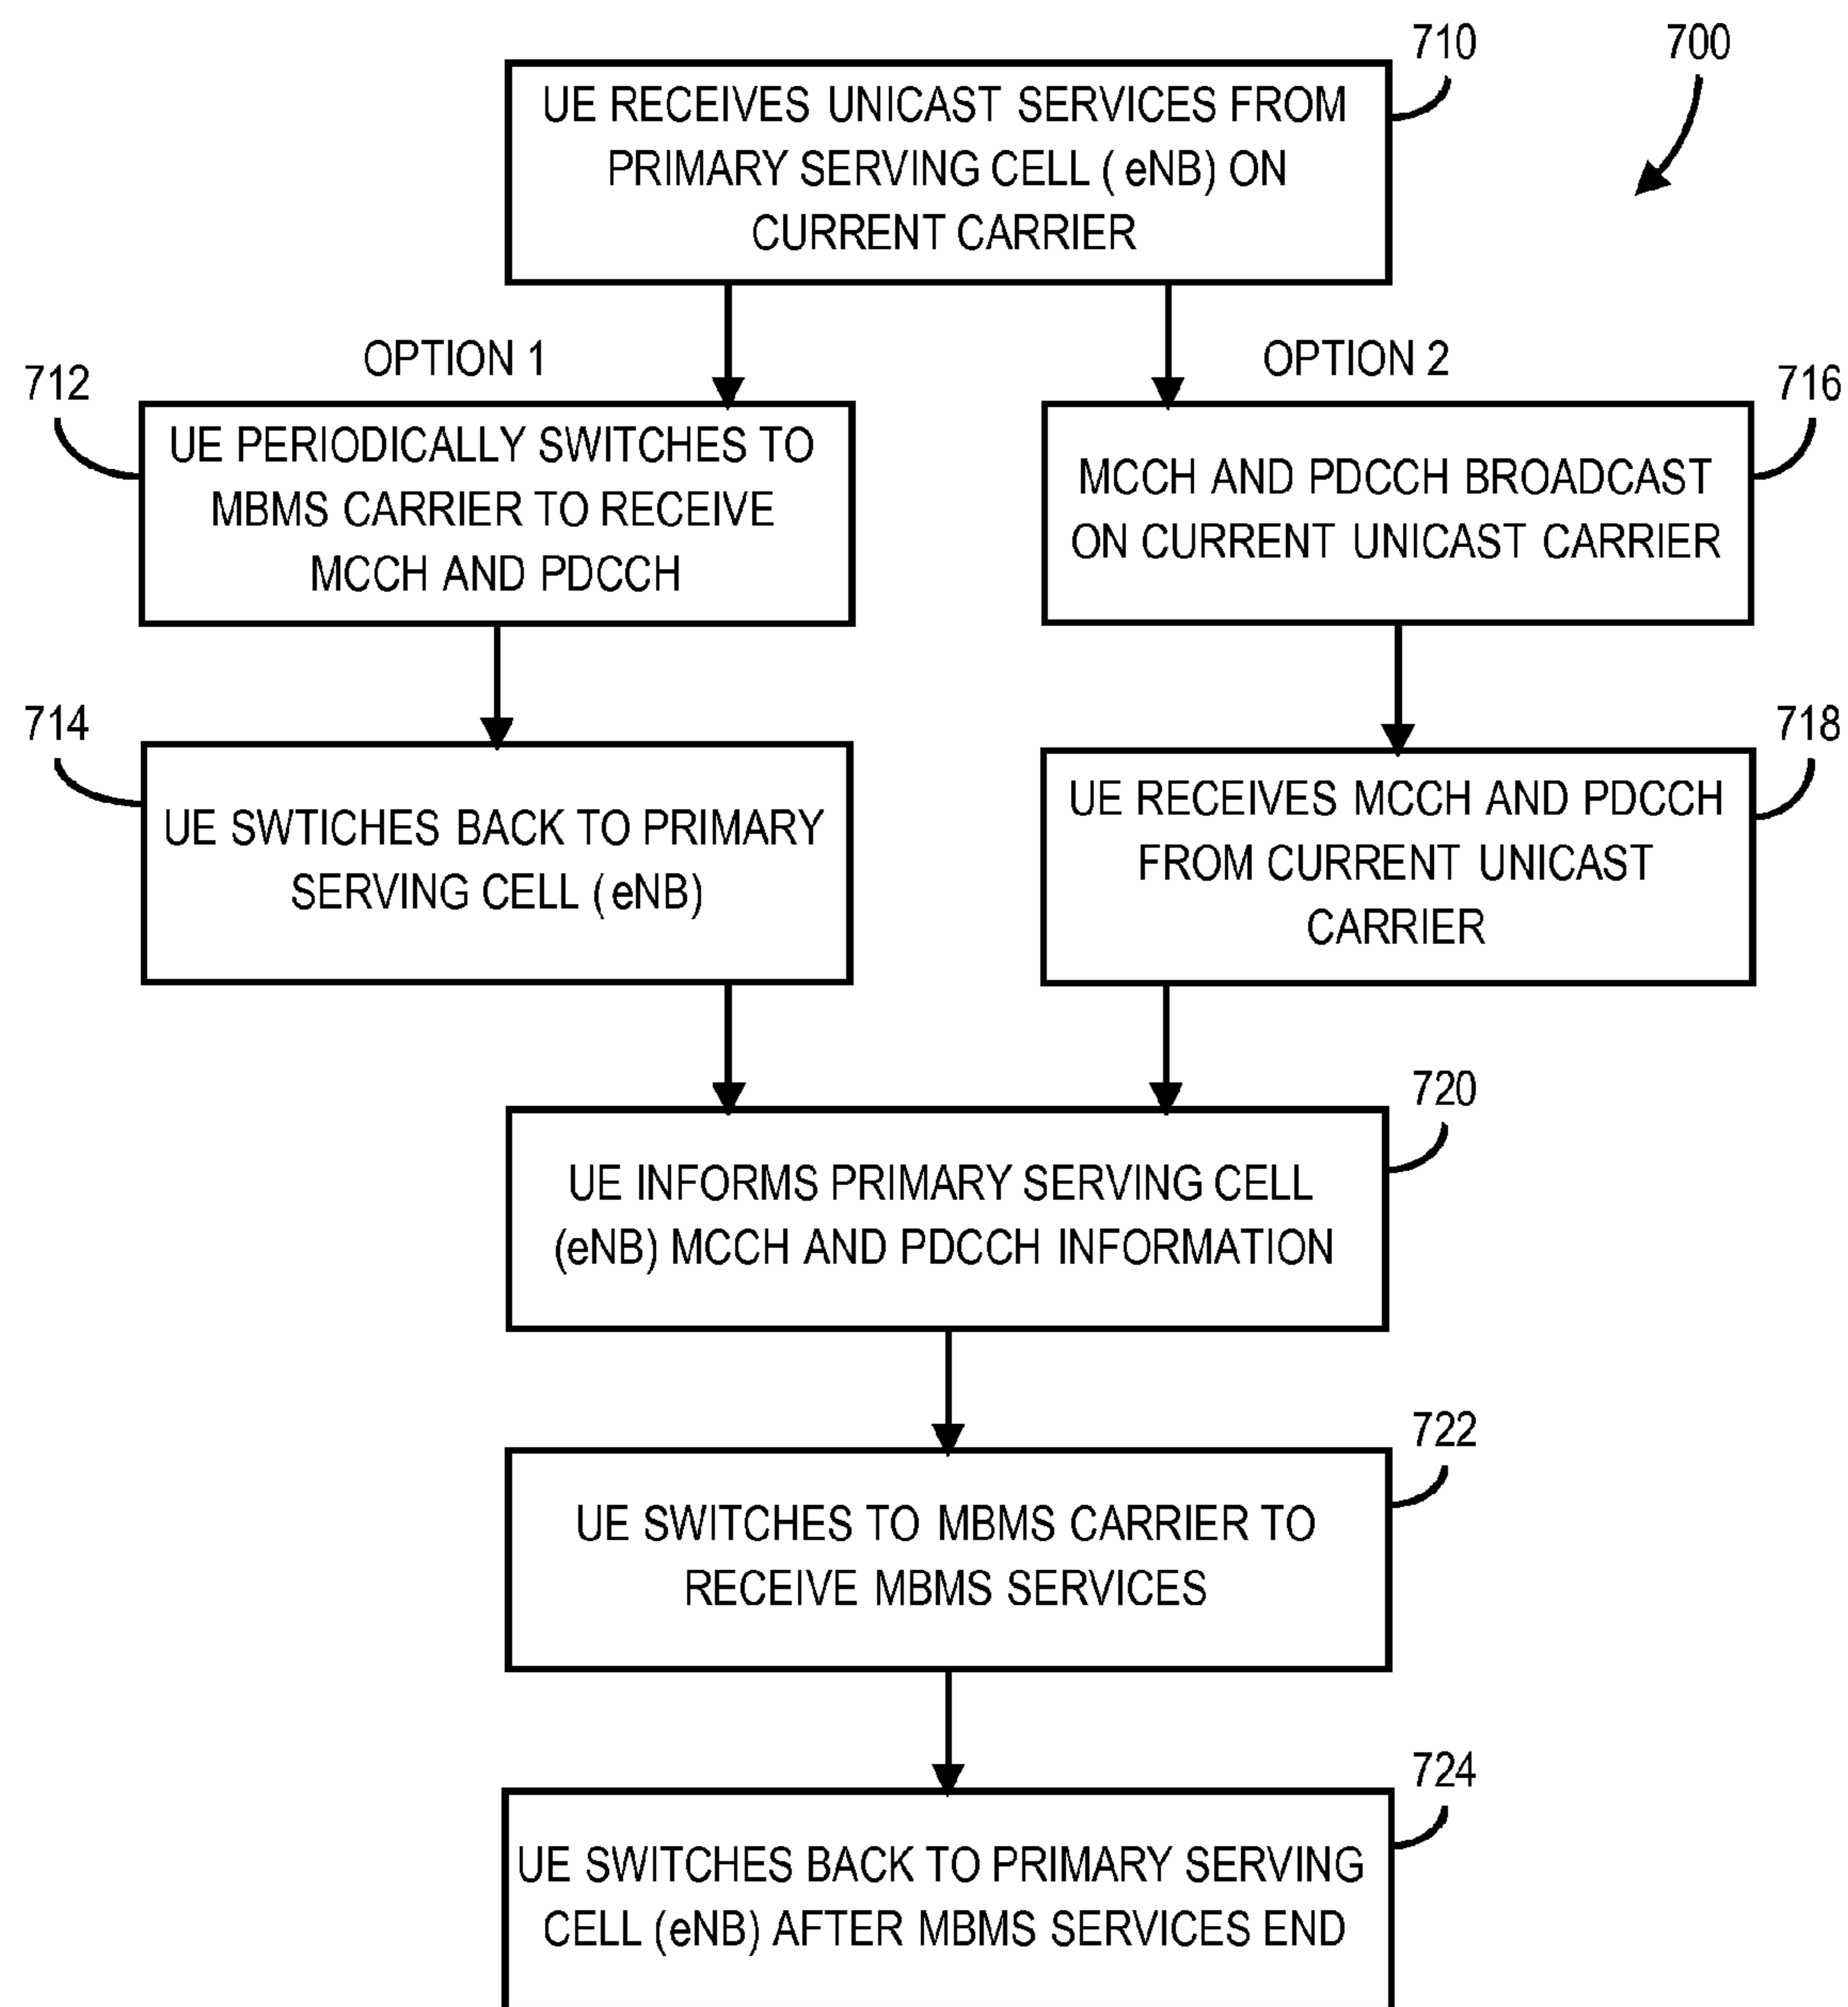 710
700
UE RECEIVES UNICAST SERVICES FROM
PRIMARY SERVING CELL ( eNB) ON
CURRENT CARRIER
OPTION 1
OPTION 2
712
UE PERIODICALLY SWITCHES TO
MBMS CARRIER TO RECEIVE
MCCH AND PDCCH
716
MCCH AND PDCCH BROADCAST
ON CURRENT UNICAST CARRIER
714
UE SWTICHES BACK TO PRIMARY
SERVING CELL ( eNB)
718
UE RECEIVES MCCH AND PDCCH
FROM CURRENT UNICAST
CARRIER
720
UE INFORMS PRIMARY SERVING CELL
(eNB) MCCH AND PDCCH INFORMATION
722
UE SWITCHES TO MBMS CARRIER TO
RECEIVE MBMS SERVICES
724
UE SWITCHES BACK TO PRIMARY SERVING
CELL (eNB) AFTER MBMS SERVICES END